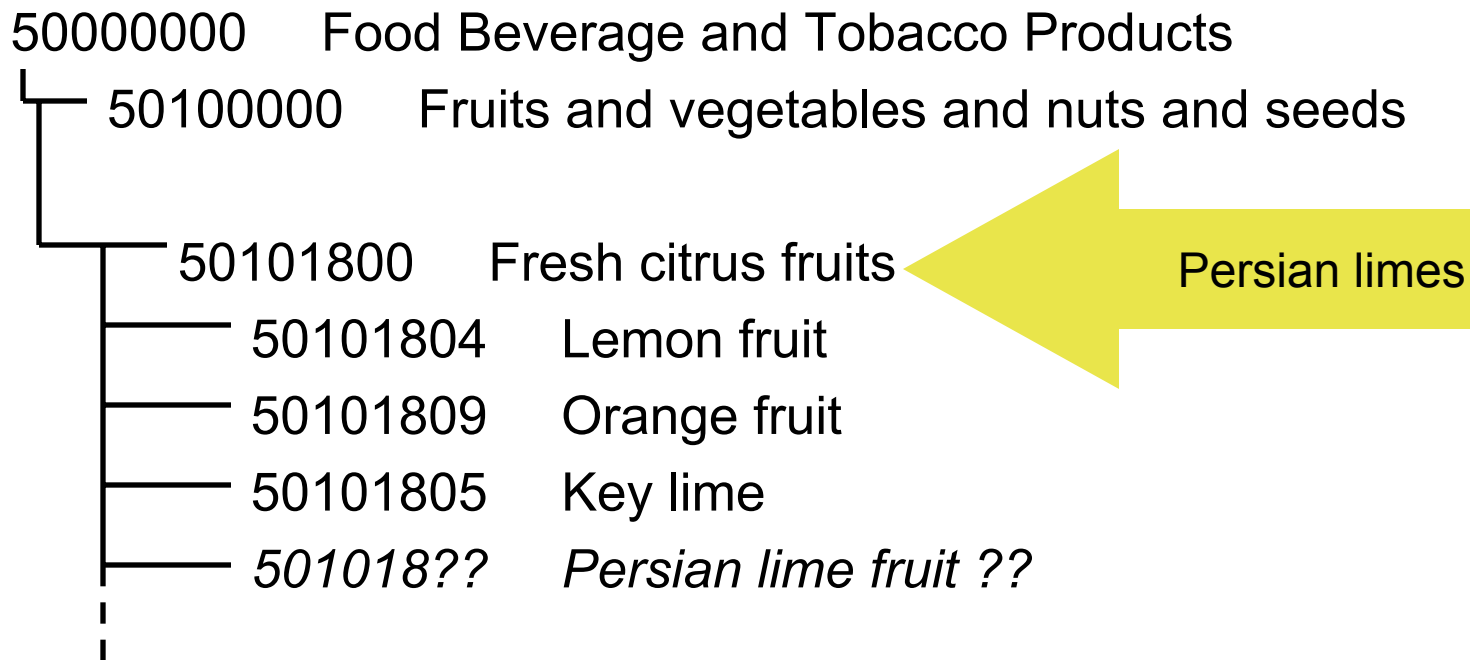 50000000 Food Beverage and Tobacco Products
50100000 Fruits and vegetables and nuts and seeds
50101800 Fresh citrus fruits
Persian limes
50101804 Lemon fruit
50101809 Orange fruit
50101805 Key lime
501018?? Persian lime fruit ??